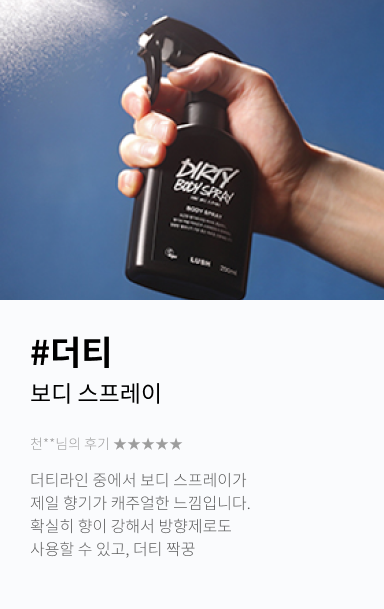 DIRTY
BODY SPRAY
BODY SPRAY
LUSH
250ml
#더티
보디 스프레이
천**님의 후기 ★★★★★
더티라인 중에서 보디 스프레이가
제일 향기가 캐주얼한 느낌입니다.
확실히 향이 강해서 방향제로도
사용할 수 있고, 더티 짝꿍